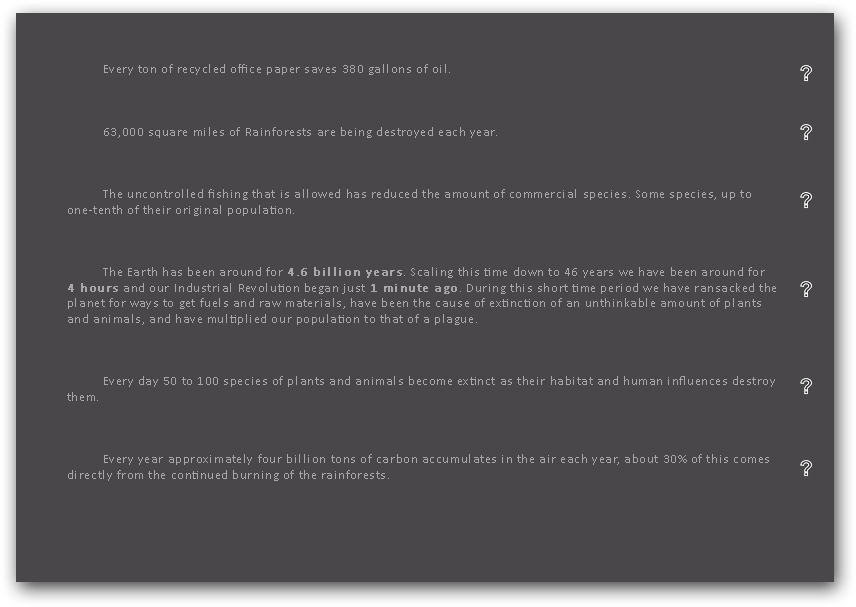 Every ton of recycled office paper saves 380 gallons of oil.
?
63,000 square miles of Rainforests are being destroyed each year.
?
The uncontrolled fishing that is allowed has reduced the amount of commercial species. Some species, up to
one-tenth of their original population.
?
The Earth has been around for 4.6 billion years. Scaling this time down to 46 years we have been around for
4 hours and our Industrial Revolution began just 1 minute ago. During this short time period we have ransacked the
planet for ways to get fuels and raw materials, have been the cause of extinction of an unthinkable amount of plants
and animals, and have multiplied our population to that of a plague.
?
Every day 50 to 100 species of plants and animals become extinct as their habitat and human influences destroy
them.
?
Every year approximately four billion tons of carbon accumulates in the air each year, about 30% of this comes
directly from the continued burning of the rainforests.
?